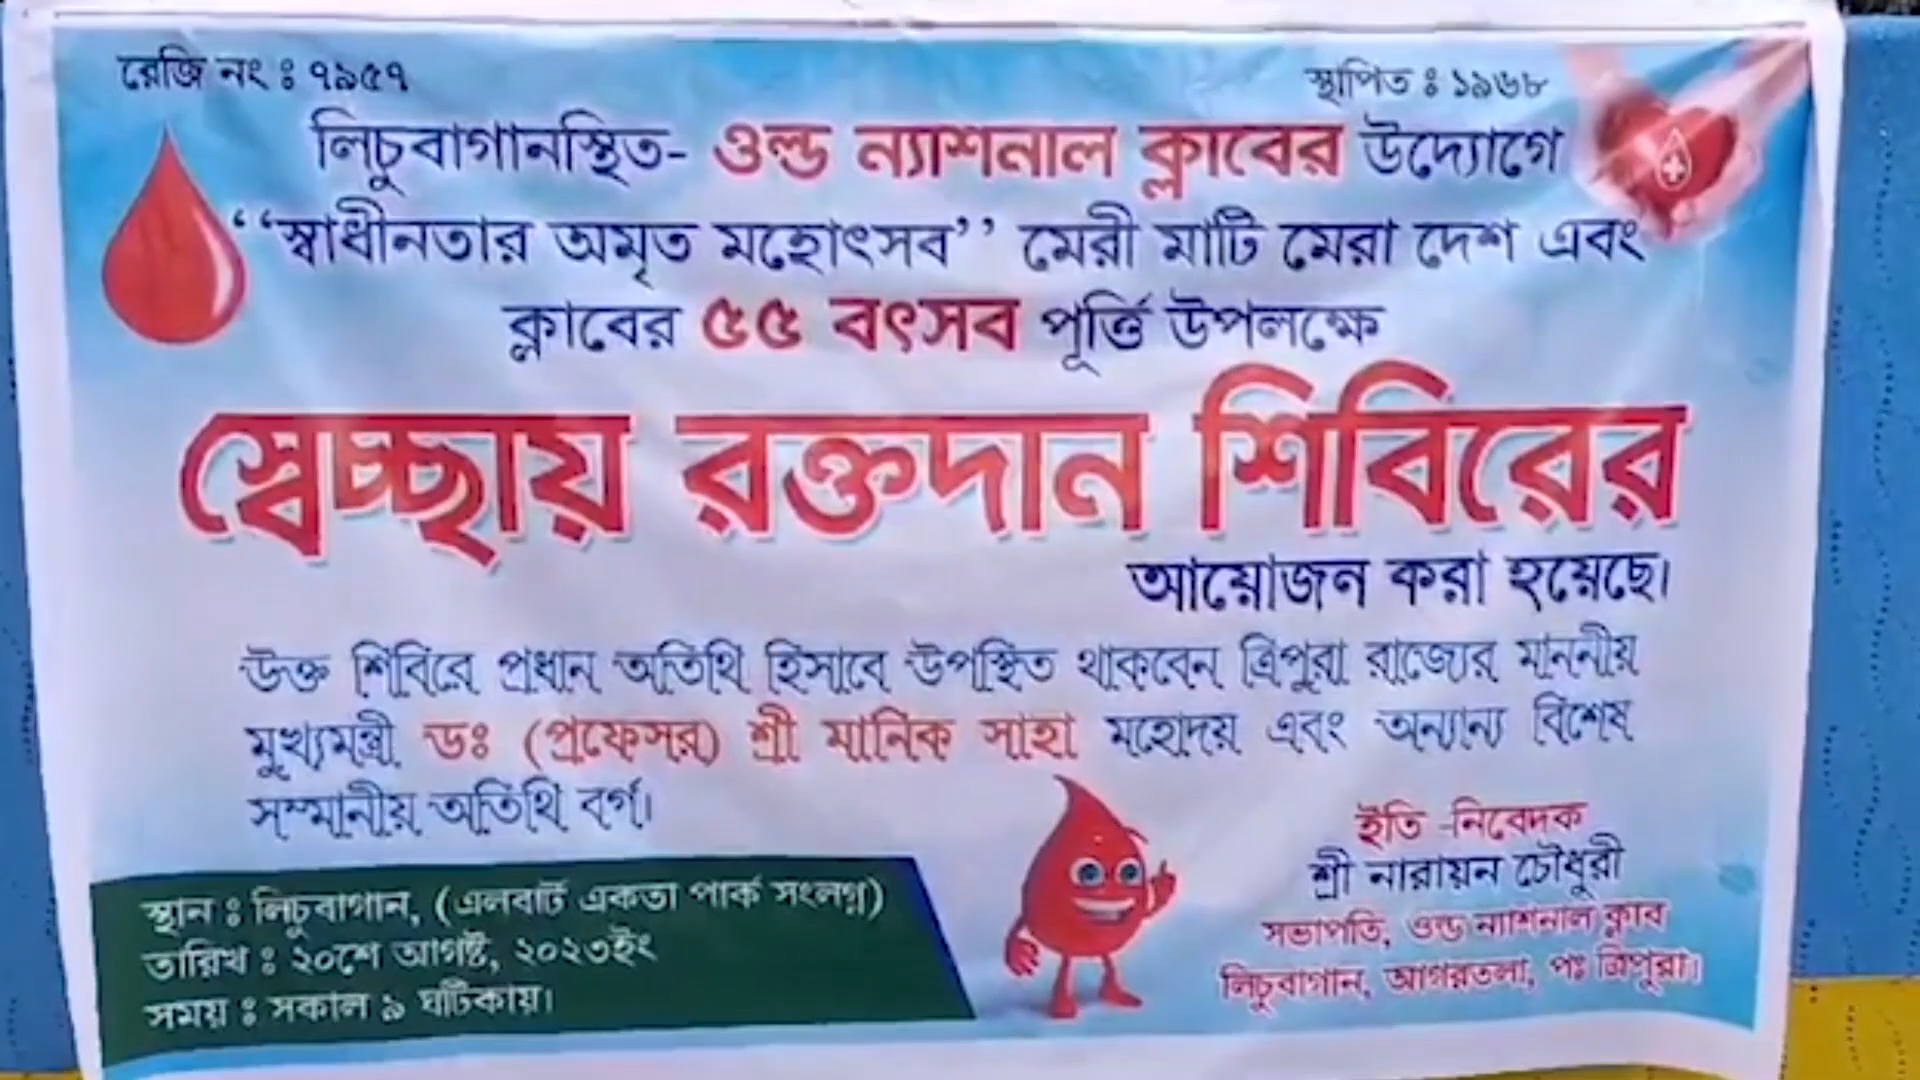 রেজি নং ঃ ৭৯৫৭
স্থাপিত ঃ ১৯৬৮
লিচুবাগানস্থিত- ওল্ড ন্যাশনাল ক্লাবের উদ্যোগে
‘‘স্বাধীনতার অমৃত মহোৎসব’’ মেরী মাটি মেরা দেশ এবং
ক্লাবের ৫৫ বৎসব পূর্ত্তি উপলক্ষে
স্বেচ্ছায় রক্তদান শিবিরের
আয়োজন করা হয়েছে।
উক্ত শিবিরে প্রধান অতিথি হিসাবে উপস্থিত থাকবেন ত্রিপুরা রাজ্যের মাননীয়
মুখ্যমন্ত্রী ডঃ (প্রফেসর) শ্রী মানিক সাহা মহোদয় এবং অন্যান্য বিশেষ
সম্মানীয় অতিথি বর্গ।
স্থান ঃ লিচুবাগান, (এলবার্ট একতা পার্ক সংলগ্ন)
তারিখ ঃ ২০শে আগষ্ট, ২০২৩ইং
সময় ঃ সকাল ৯ ঘটিকায়।
ইতি -নিবেদক
শ্রী নারায়ন চৌধুরী
সভাপতি, ওল্ড ন্যাশনাল ক্লাব
লিচুবাগান, আগরতলা, পঃ ত্রিপুরা।